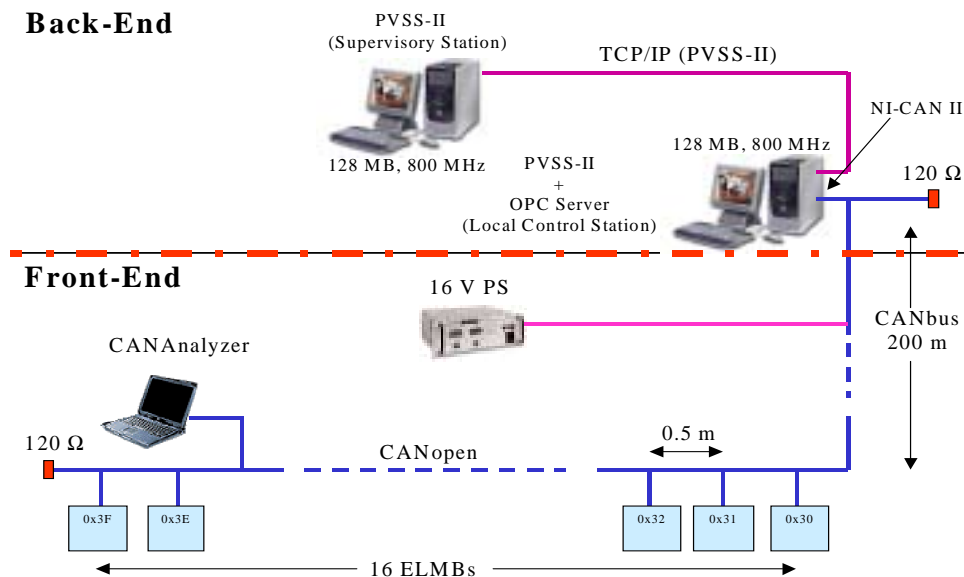 Back-End
PVSS-II
(Supervisory Station)
TCP/IP (PVSS-II)
NI-CAN II
128 MB, 800 MHz
128 MB, 800 MHz
PVSS-II
+
OPC Server
(Local Control Station)
120 Ω
Front-End
16 V PS
CANbus
200 m
CANAnalyzer
120 Ω
CANopen
0.5 m
0x3F
0x3E
0x32
0x31
0x30
16 ELMBs